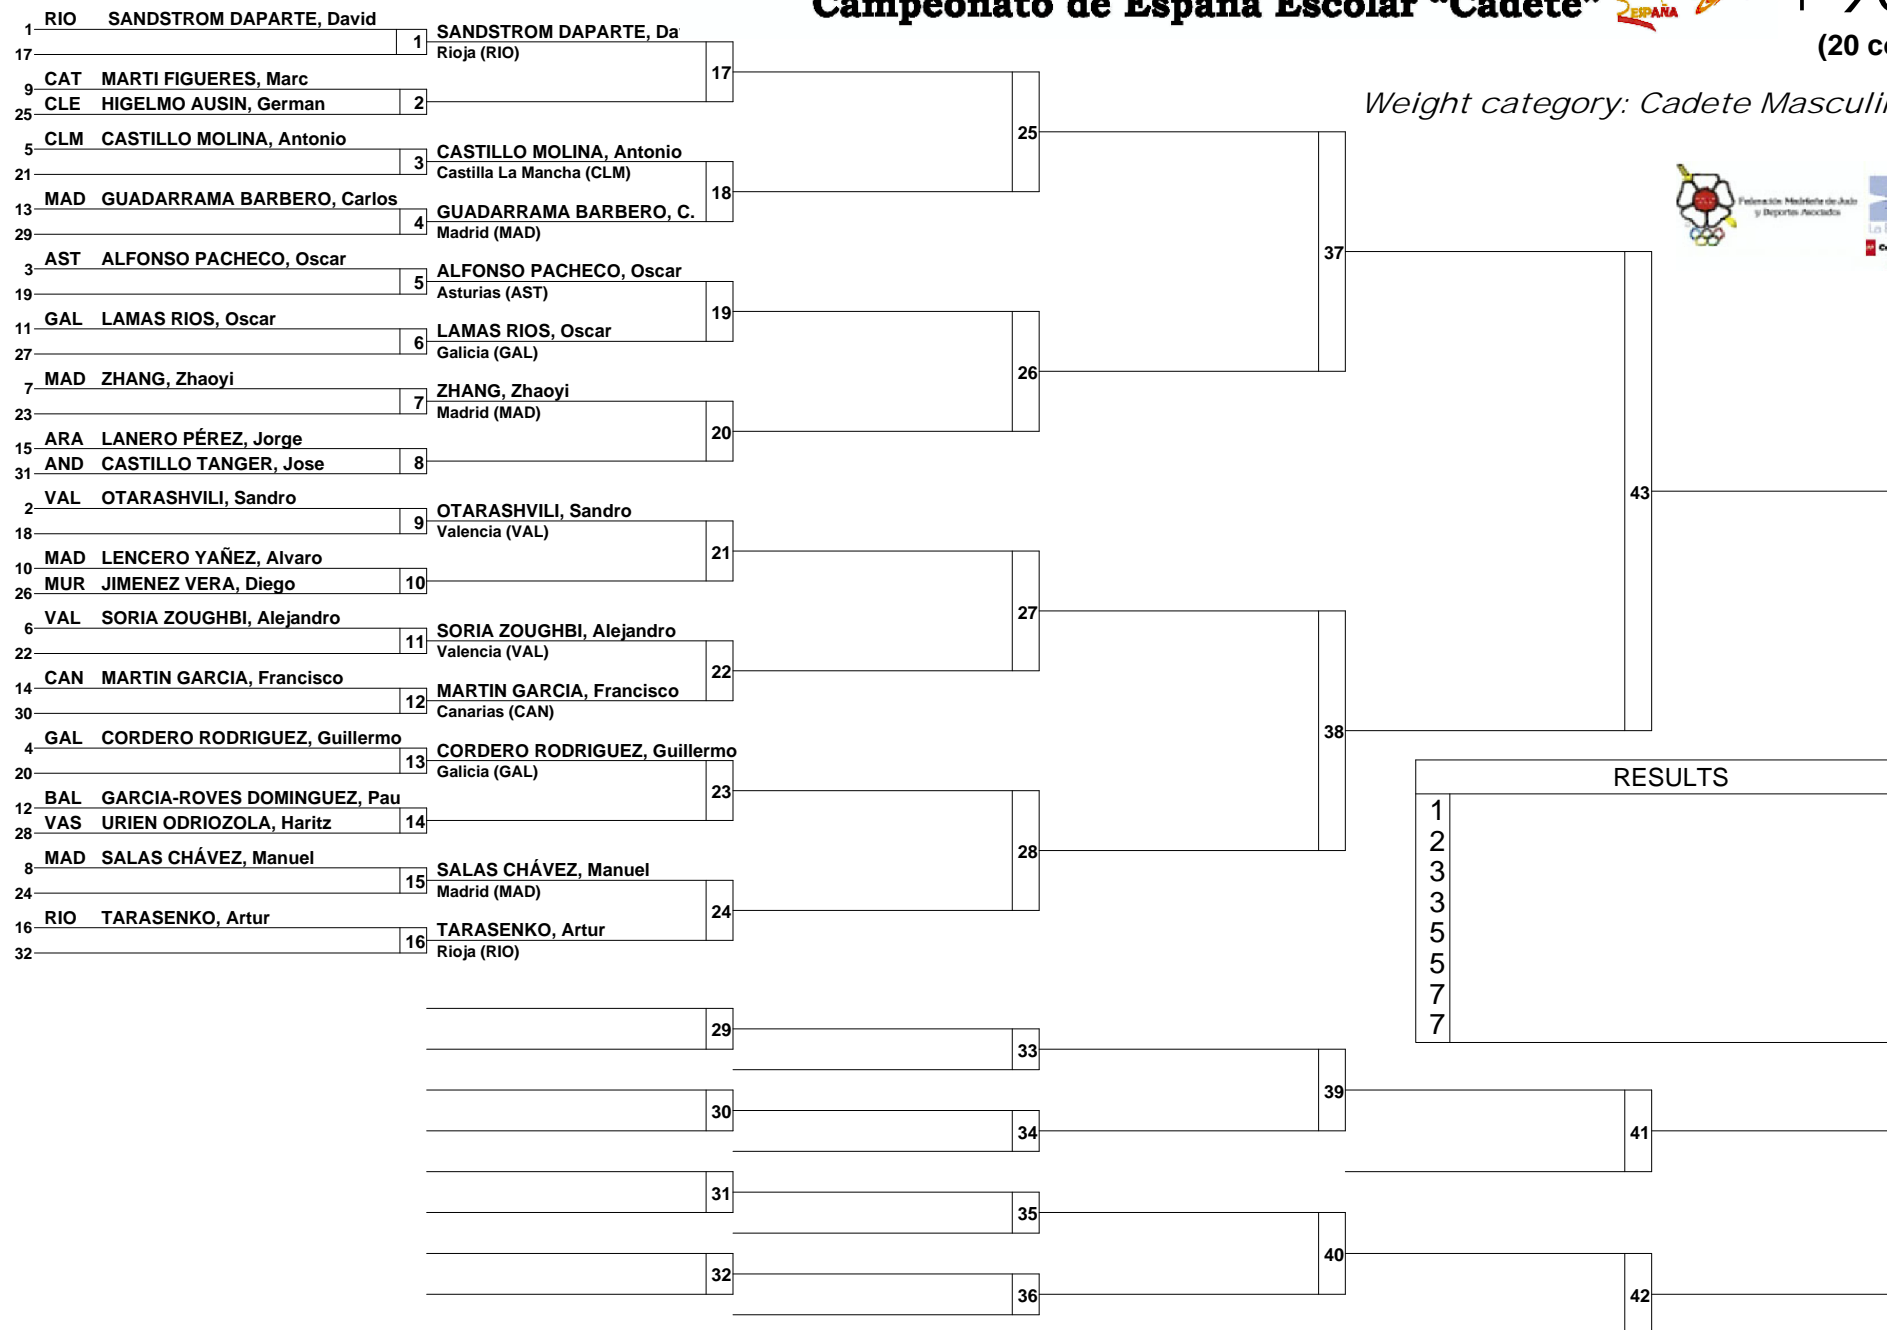 Campeonato de España Escolar "Cadete"
ESPAÑA
(20 c
Weight category: Cadete Masculi
Federación Madrileña de Judo
y Deportes Asociados
1 RIO SANDSTROM DAPARTE, David
17
1 SANDSTROM DAPARTE, Da
Rioja (RIO)
9 CAT MARTI FIGUERES, Marc
25 CLE HIGELMO AUSIN, German
2
17
5 CLM CASTILLO MOLINA, Antonio
21
3 CASTILLO MOLINA, Antonio
Castilla La Mancha (CLM)
13 MAD GUADARRAMA BARBERO, Carlos
29
4 GUADARRAMA BARBERO, C.
Madrid (MAD)
18
25
3 AST ALFONSO PACHECO, Oscar
19
5 ALFONSO PACHECO, Oscar
Asturias (AST)
11 GAL LAMAS RIOS, Oscar
27
6 LAMAS RIOS, Oscar
Galicia (GAL)
19
7 MAD ZHANG, Zhaoyi
23
7 ZHANG, Zhaoyi
Madrid (MAD)
15 ARA LANERO PÉREZ, Jorge
31 AND CASTILLO TANGER, Jose
8
20
26
37
2 VAL OTARASHVILI, Sandro
18
9 OTARASHVILI, Sandro
Valencia (VAL)
10 MAD LENCERO YAÑEZ, Alvaro
26 MUR JIMENEZ VERA, Diego
10
21
6 VAL SORIA ZOUGHBI, Alejandro
22
11 SORIA ZOUGHBI, Alejandro
Valencia (VAL)
14 CAN MARTIN GARCIA, Francisco
30
12 MARTIN GARCIA, Francisco
Canarias (CAN)
22
27
4 GAL CORDERO RODRIGUEZ, Guillermo
20
13 CORDERO RODRIGUEZ, Guillermo
Galicia (GAL)
12 BAL GARCIA-ROVES DOMINGUEZ, Pau
28 VAS URIEN ODRIOZOLA, Haritz
14
23
8 MAD SALAS CHÁVEZ, Manuel
24
15 SALAS CHÁVEZ, Manuel
Madrid (MAD)
16 RIO TARASENKO, Artur
32
16 TARASENKO, Artur
Rioja (RIO)
24
28
38
43
RESULTS
1
2
3
3
5
5
7
7
29
33
30
34
39
41
31
35
32
36
40
42